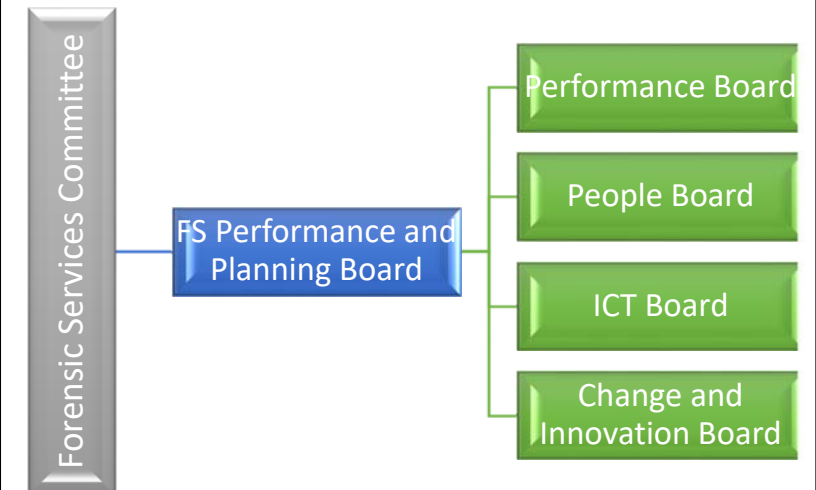 Forensic Services Committee
FS Performance and
Planning Board
Performance Board
People Board
ICT Board
Change and
Innovation Board